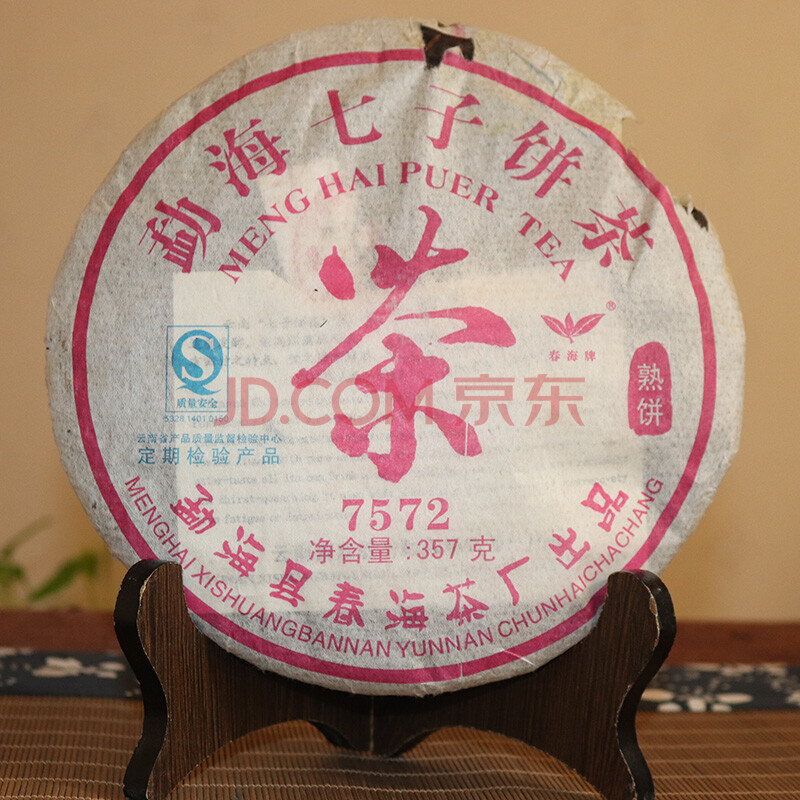 勐海七子饼茶
MENG HAI PUER TEA
茶
®
春海牌
熟饼
QS
质量安全
云南省产品质量监督检验中心
定期检验产品
JD.COM 京东
7572
净含量:357克
勐海县春海茶厂出品
MENGHAI XISHUANGBANNAN YUNNAN CHUNHAICHACHANG